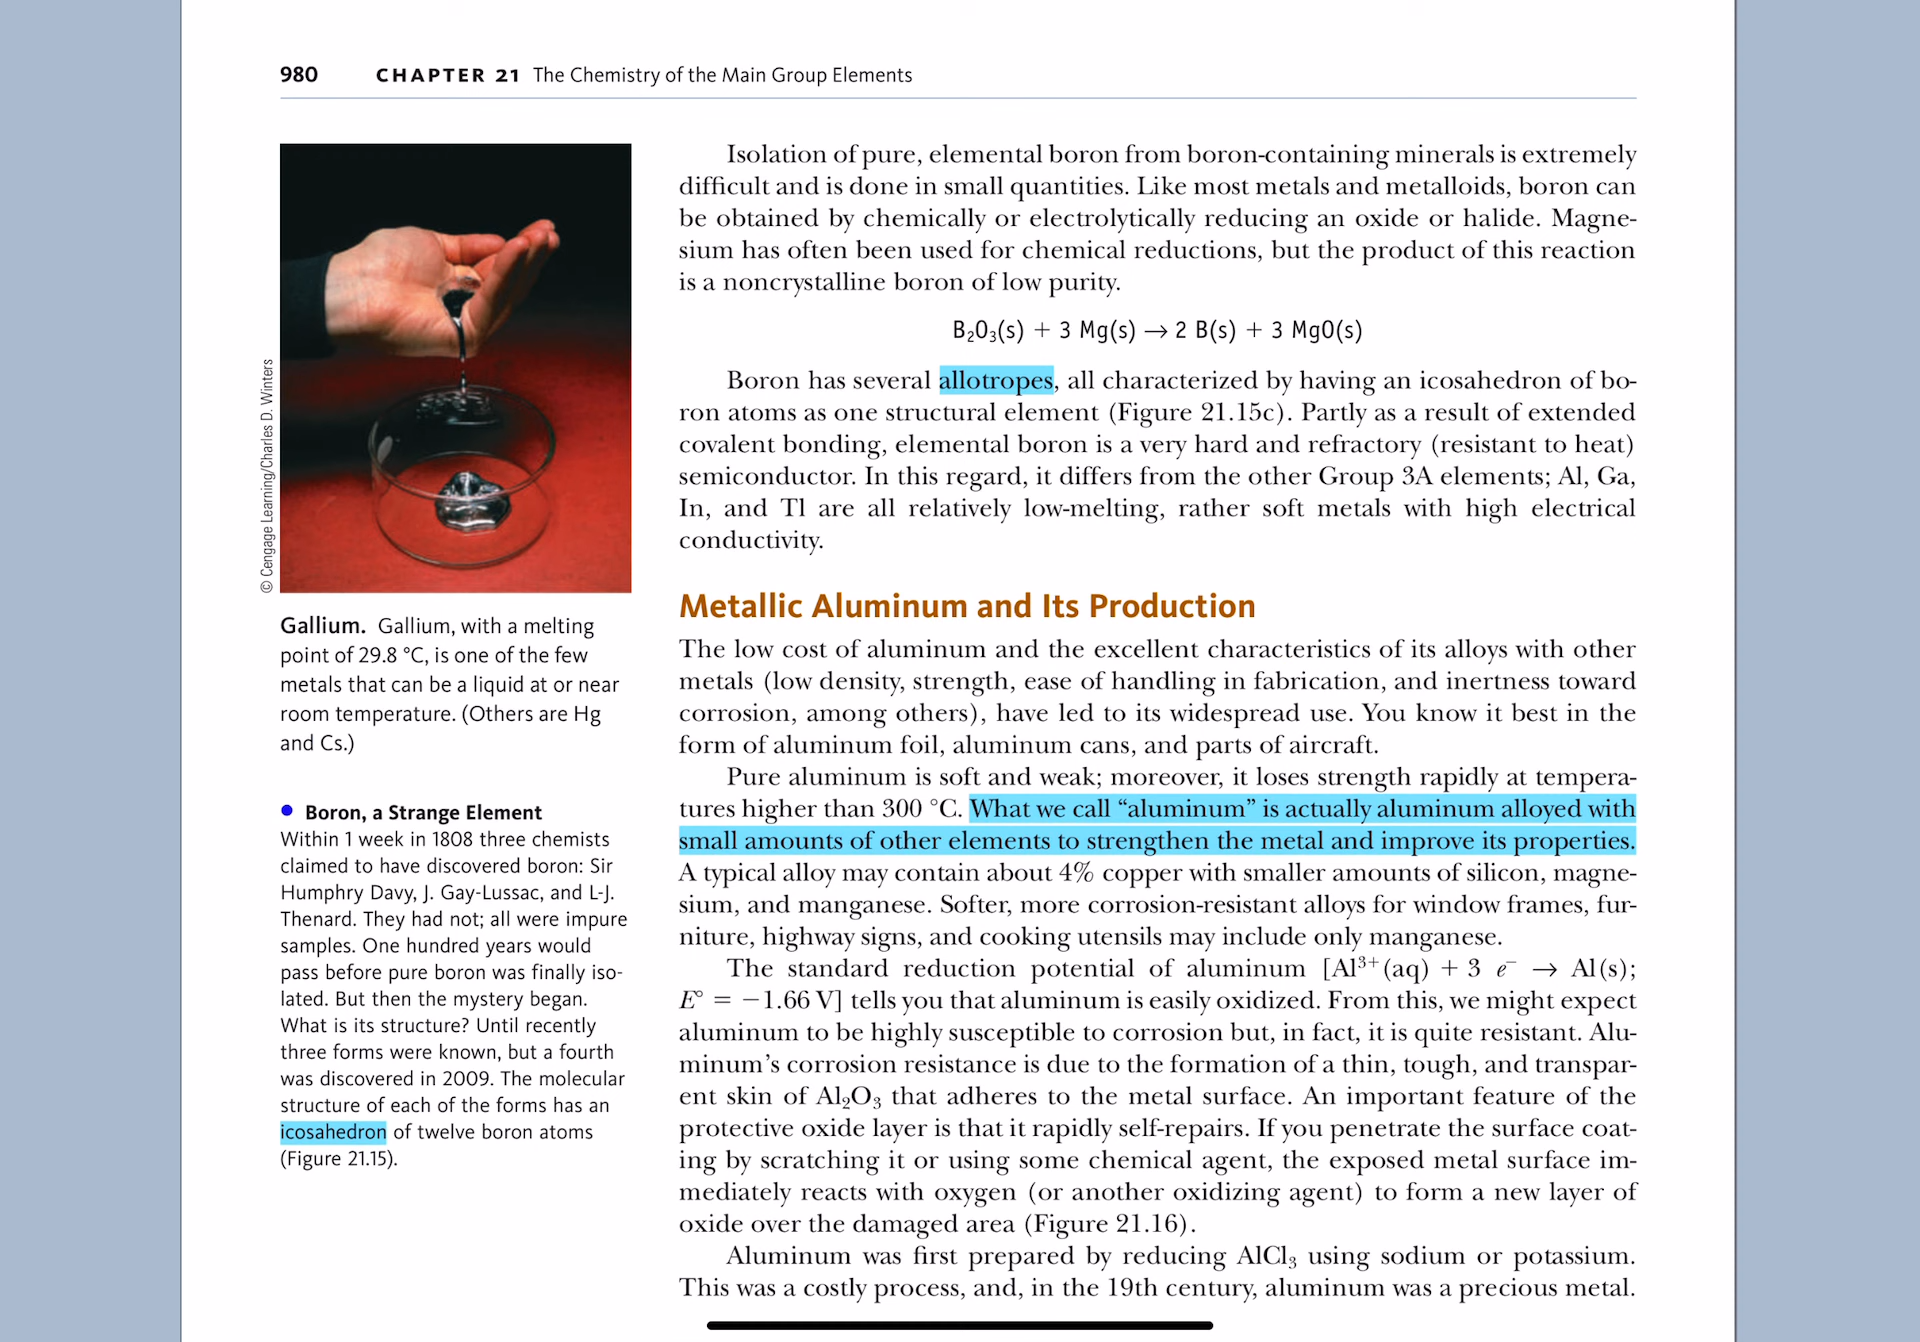 980 CHAPTER 21 The Chemistry of the Main Group Elements
© Cengage Learning/Charles D. Winters
Gallium. Gallium, with a melting
point of 29.8 °C, is one of the few
metals that can be a liquid at or near
room temperature. (Others are Hg
and Cs.)
• Boron, a Strange Element
Within 1 week in 1808 three chemists
claimed to have discovered boron: Sir
Humphry Davy, J. Gay-Lussac, and L-J.
Thenard. They had not; all were impure
samples. One hundred years would
pass before pure boron was finally iso-
lated. But then the mystery began.
What is its structure? Until recently
three forms were known, but a fourth
was discovered in 2009. The molecular
structure of each of the forms has an
icosahedron of twelve boron atoms
(Figure 21.15).
Isolation of pure, elemental boron from boron-containing minerals is extremely
difficult and is done in small quantities. Like most metals and metalloids, boron can
be obtained by chemically or electrolytically reducing an oxide or halide. Magne-
sium has often been used for chemical reductions, but the product of this reaction
is a noncrystalline boron of low purity.
B₂O₃(s) + 3 Mg(s) → 2 B(s) + 3 MgO(s)
Boron has several allotropes, all characterized by having an icosahedron of bo-
ron atoms as one structural element (Figure 21.15c). Partly as a result of extended
covalent bonding, elemental boron is a very hard and refractory (resistant to heat)
semiconductor. In this regard, it differs from the other Group 3A elements; Al, Ga,
In, and Tl are all relatively low-melting, rather soft metals with high electrical
conductivity.
Metallic Aluminum and Its Production
The low cost of aluminum and the excellent characteristics of its alloys with other
metals (low density, strength, ease of handling in fabrication, and inertness toward
corrosion, among others), have led to its widespread use. You know it best in the
form of aluminum foil, aluminum cans, and parts of aircraft.
Pure aluminum is soft and weak; moreover, it loses strength rapidly at tempera-
tures higher than 300 °C. What we call “aluminum” is actually aluminum alloyed with
small amounts of other elements to strengthen the metal and improve its properties.
A typical alloy may contain about 4% copper with smaller amounts of silicon, magne-
sium, and manganese. Softer, more corrosion-resistant alloys for window frames, fur-
niture, highway signs, and cooking utensils may include only manganese.
The standard reduction potential of aluminum [Al³⁺(aq) + 3 e⁻ → Al(s);
E° = −1.66 V] tells you that aluminum is easily oxidized. From this, we might expect
aluminum to be highly susceptible to corrosion but, in fact, it is quite resistant. Alu-
minum’s corrosion resistance is due to the formation of a thin, tough, and transpar-
ent skin of Al₂O₃ that adheres to the metal surface. An important feature of the
protective oxide layer is that it rapidly self-repairs. If you penetrate the surface coat-
ing by scratching it or using some chemical agent, the exposed metal surface im-
mediately reacts with oxygen (or another oxidizing agent) to form a new layer of
oxide over the damaged area (Figure 21.16).
Aluminum was first prepared by reducing AlCl₃ using sodium or potassium.
This was a costly process, and, in the 19th century, aluminum was a precious metal.